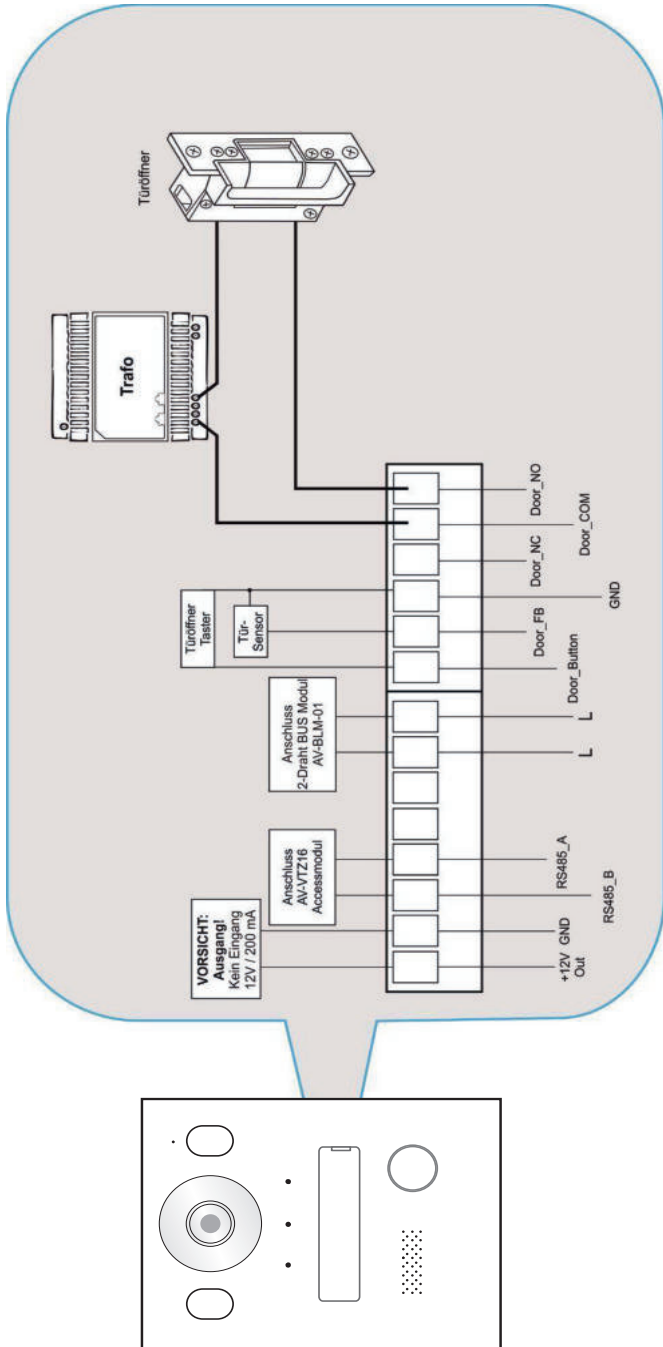 Türöffner
Trafo
Türöffner
Taster
Tür-
Sensor
Anschluss
2-Draht BUS Modul
AV-BLM-01
Anschluss
AV-VTZ16
Accessmodul
VORSICHT:
Ausgang!
Kein Eingang
12V / 200 mA
+12V
Out
GND
RS485_B
RS485_A
L
L
Door_Button
Door_FB
GND
Door_NC
Door_COM
Door_NO